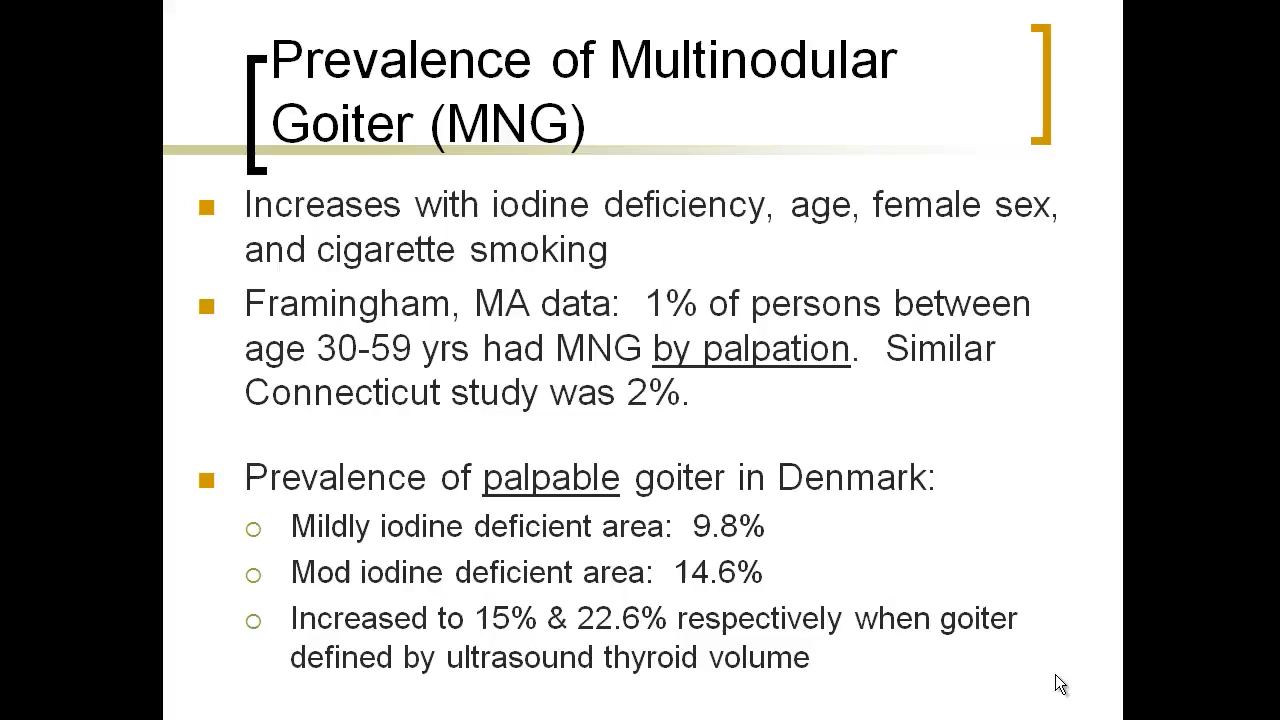 Prevalence of Multinodular
Goiter (MNG)
Increases with iodine deficiency, age, female sex,
and cigarette smoking
Framingham, MA data:  1% of persons between
age 30-59 yrs had MNG by palpation.  Similar
Connecticut study was 2%.
Prevalence of palpable goiter in Denmark:
Mildly iodine deficient area:  9.8%
Mod iodine deficient area:  14.6%
Increased to 15% & 22.6% respectively when goiter
defined by ultrasound thyroid volume